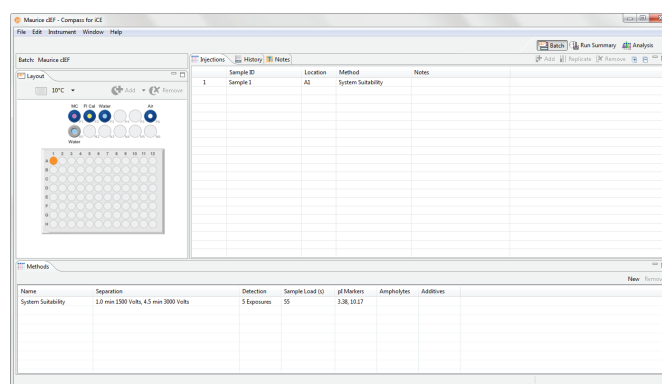 Maurice cIEF - Compass for iCE
File Edit Instrument Window Help
Batch Run Summary Analysis
Batch: Maurice cIEF
Injections History Notes
Add Replicate Remove
Layout
10°C Add Remove
Sample ID Location Method Notes
1 Sample 1 A1 System Suitability
MC Fl Cal Water Air
Water
1 2 3 4 5 6 7 8 9 10 11 12
A
B
C
D
E
F
G
H
Methods
New Remove
Name Separation Detection Sample Load (s) pI Markers Ampholytes Additives
System Suitability 1.0 min 1500 Volts, 4.5 min 3000 Volts 5 Exposures 55 3.38, 10.17